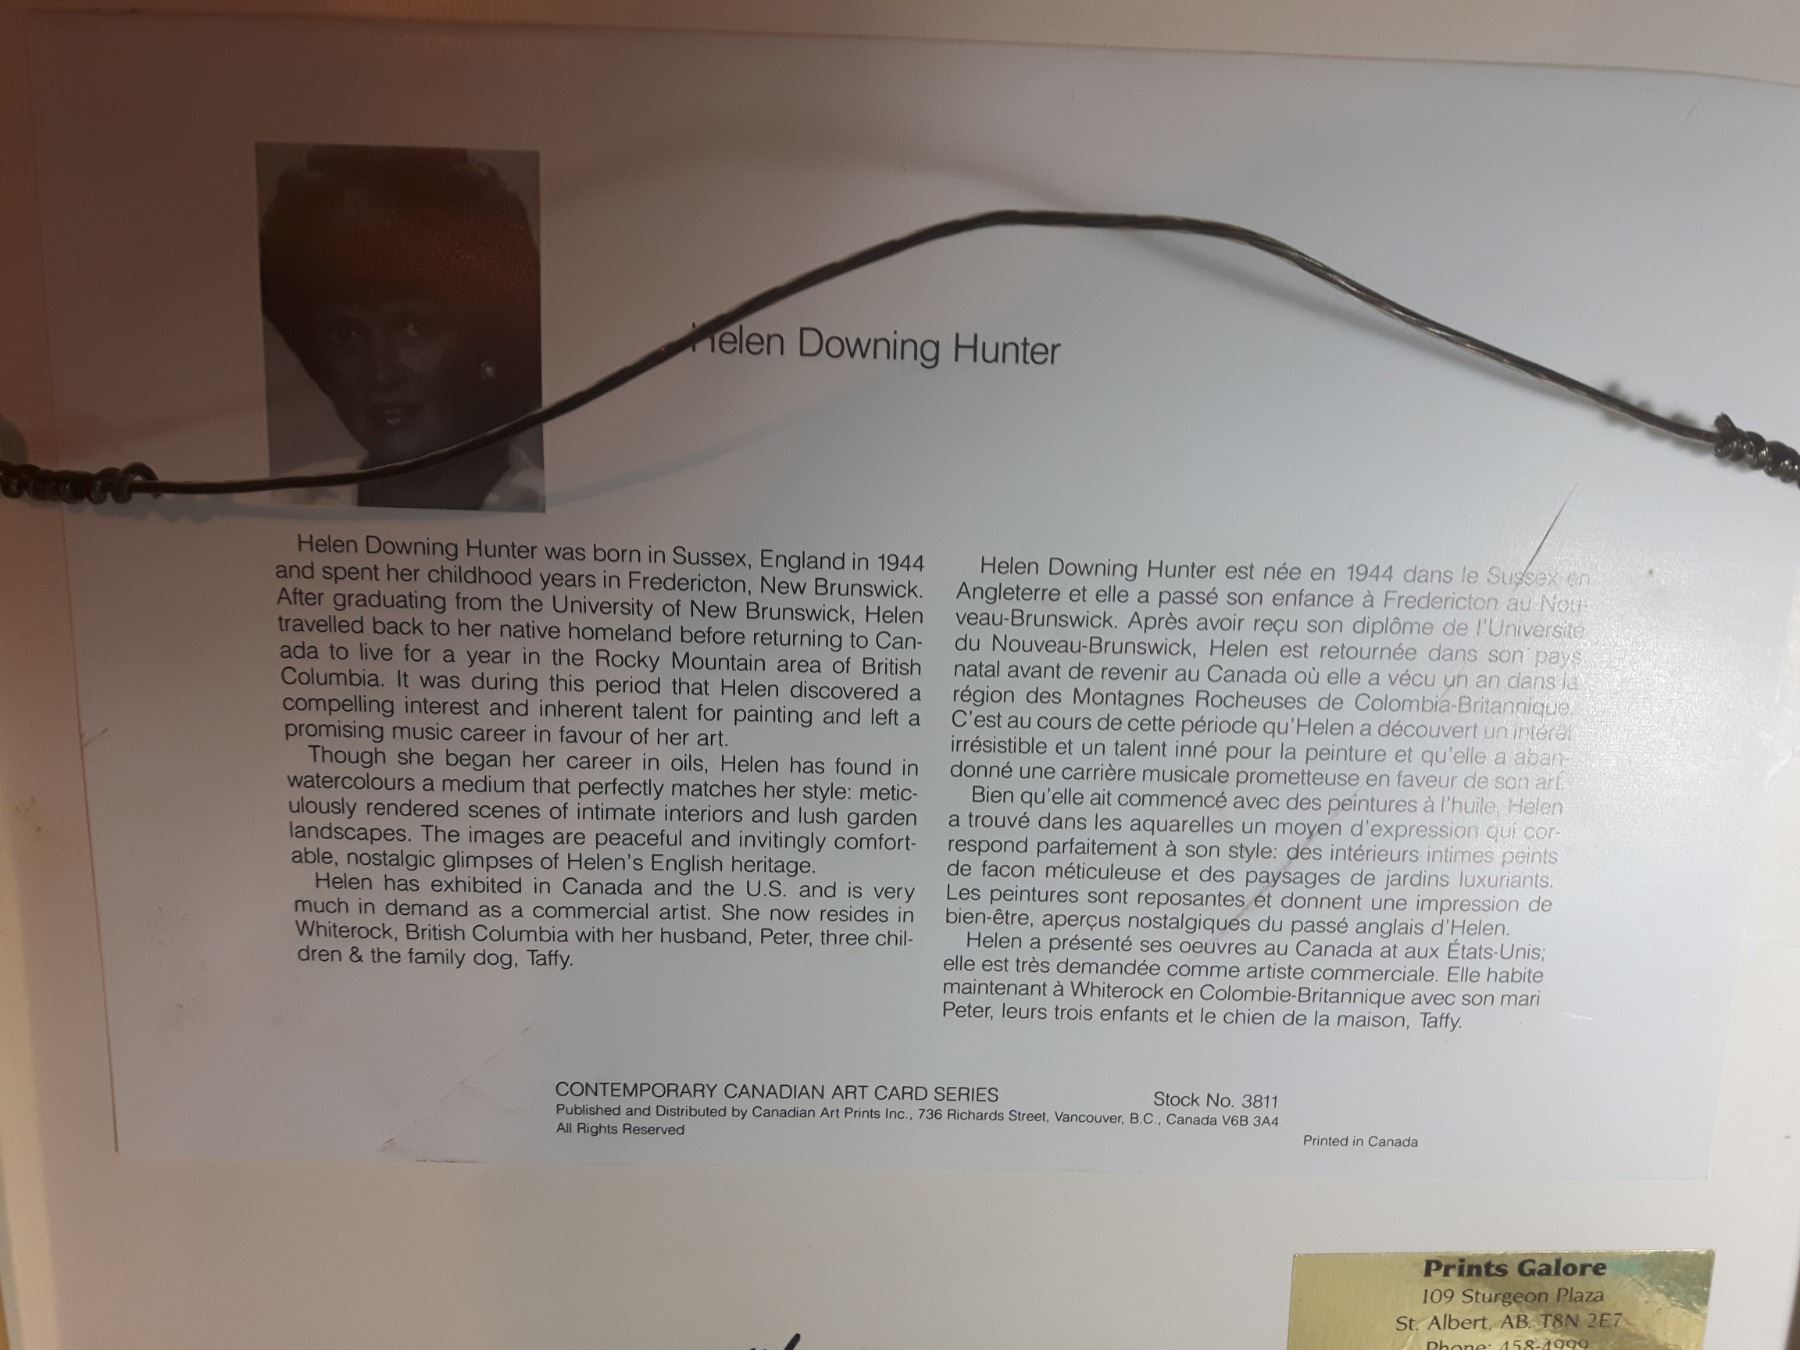 Helen Downing Hunter
Helen Downing Hunter was born in Sussex, England in 1944
and spent her childhood years in Fredericton, New Brunswick.
After graduating from the University of New Brunswick, Helen
travelled back to her native homeland before returning to Can-
ada to live for a year in the Rocky Mountain area of British
Columbia. It was during this period that Helen discovered a
compelling interest and inherent talent for painting and left a
promising music career in favour of her art.
Though she began her career in oils, Helen has found in
watercolours a medium that perfectly matches her style: metic-
ulously rendered scenes of intimate interiors and lush garden
landscapes. The images are peaceful and invitingly comfort-
able, nostalgic glimpses of Helen's English heritage.
Helen has exhibited in Canada and the U.S. and is very
much in demand as a commercial artist. She now resides in
Whiterock, British Columbia with her husband, Peter, three chil-
dren & the family dog, Taffy.
Helen Downing Hunter est née en 1944 dans le Sussex en
Angleterre et elle a passé son enfance à Fredericton au Nou-
veau-Brunswick. Après avoir reçu son diplôme de l'Université
du Nouveau-Brunswick, Helen est retournée dans son pays
natal avant de revenir au Canada où elle a vécu un an dans la
région des Montagnes Rocheuses de Colombia-Britannique.
C'est au cours de cette période qu'Helen a découvert un intérêt
irrésistible et un talent inné pour la peinture et qu'elle a aban-
donné une carrière musicale prometteuse en faveur de son art.
Bien qu'elle ait commencé avec des peintures à l'huile, Helen
a trouvé dans les aquarelles un moyen d'expression qui cor-
respond parfaitement à son style: des intérieurs intimes peints
de facon méticuleuse et des paysages de jardins luxuriants.
Les peintures sont reposantes et donnent une impression de
bien-être, aperçus nostalgiques du passé anglais d'Helen.
Helen a présenté ses oeuvres au Canada at aux États-Unis;
elle est très demandée comme artiste commerciale. Elle habite
maintenant à Whiterock en Colombie-Britannique avec son mari
Peter, leurs trois enfants et le chien de la maison, Taffy.
CONTEMPORARY CANADIAN ART CARD SERIES Stock No. 3811
Published and Distributed by Canadian Art Prints Inc., 736 Richards Street, Vancouver, B.C., Canada V6B 3A4
All Rights Reserved
Printed in Canada
Prints Galore
109 Sturgeon Plaza
St. Albert, AB. T8N 2E7
Phone: 458-4999